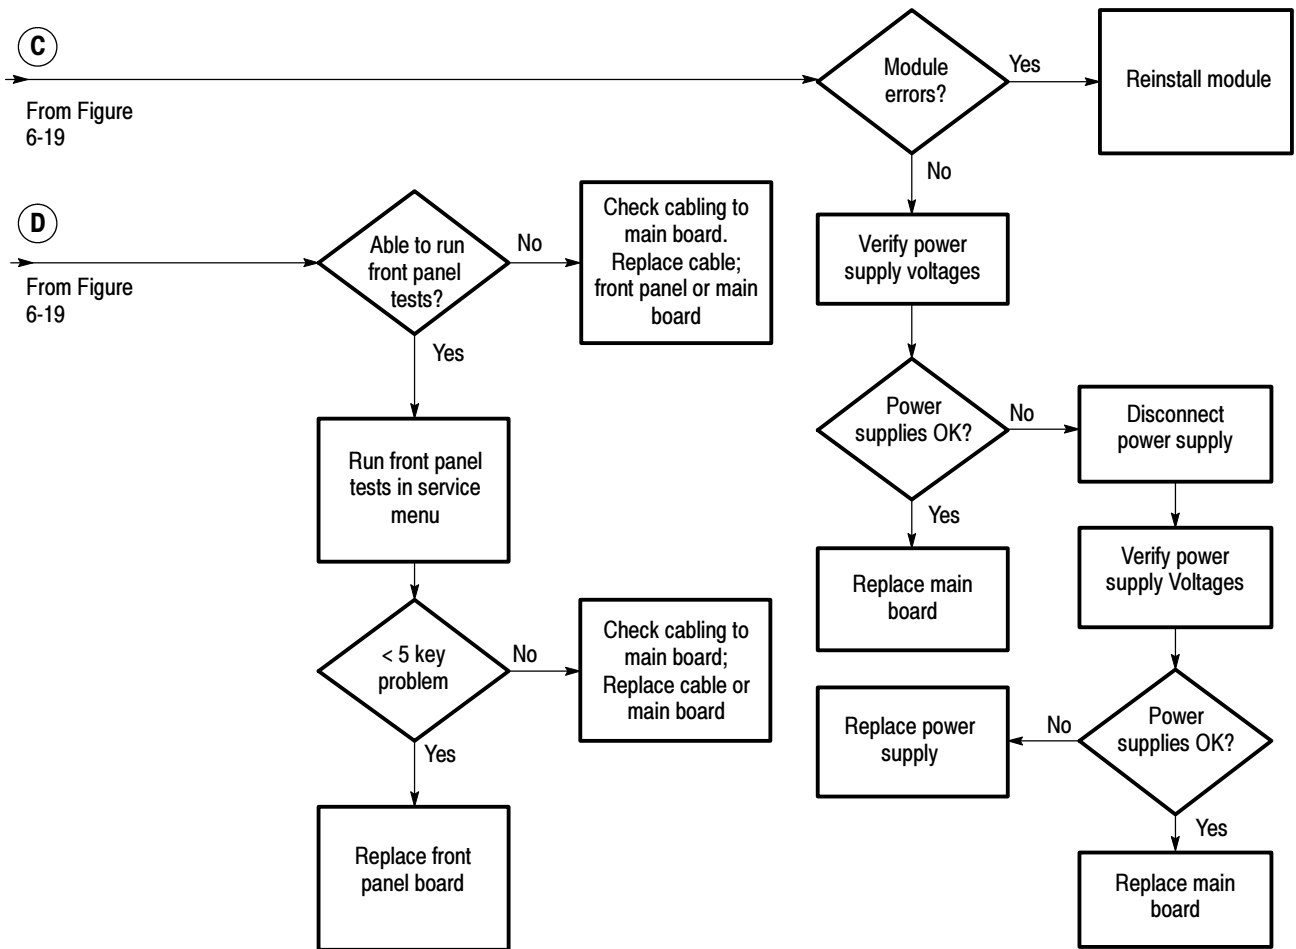 C
From Figure
6-19
Module
errors?
Yes
Reinstall module
No
Verify power
supply voltages
Power
supplies OK?
No
Disconnect
power supply
Yes
Replace main
board
Verify power
supply Voltages
Power
supplies OK?
No
Replace power
supply
Yes
Replace main
board
D
From Figure
6-19
Able to run
front panel
tests?
No
Check cabling to
main board.
Replace cable;
front panel or main
board
Yes
Run front panel
tests in service
menu
< 5 key
problem
No
Check cabling to
main board;
Replace cable or
main board
Yes
Replace front
panel board